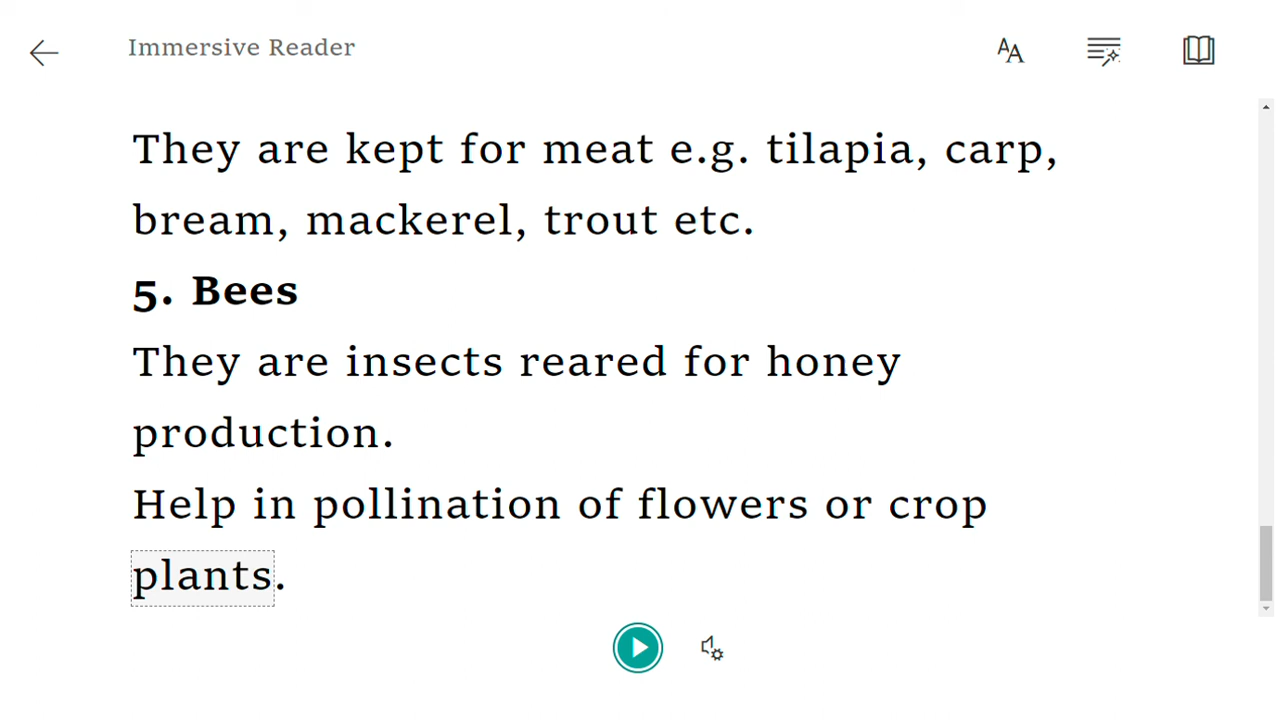 Immersive Reader
They are kept for meat e.g. tilapia, carp,
bream, mackerel, trout etc.
5. Bees
They are insects reared for honey
production.
Help in pollination of flowers or crop
plants.